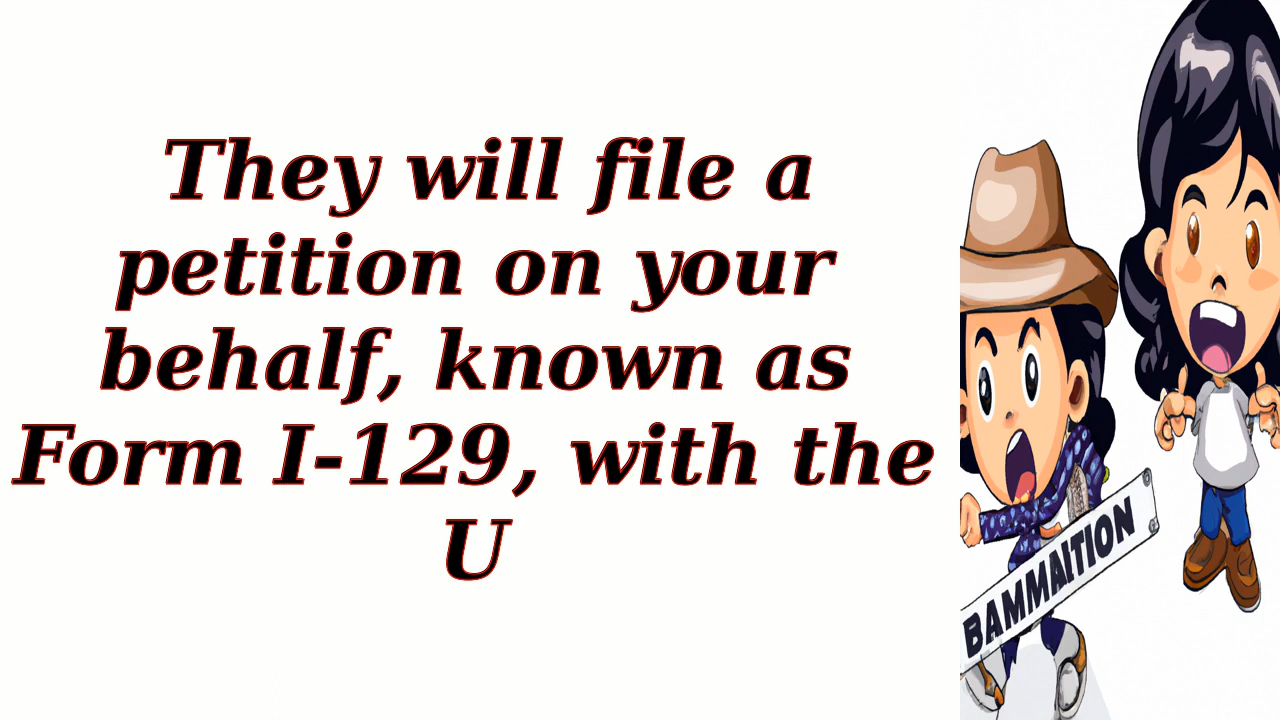 They will file a
petition on your
behalf, known as
Form I-129, with the
U
BAMMAITION